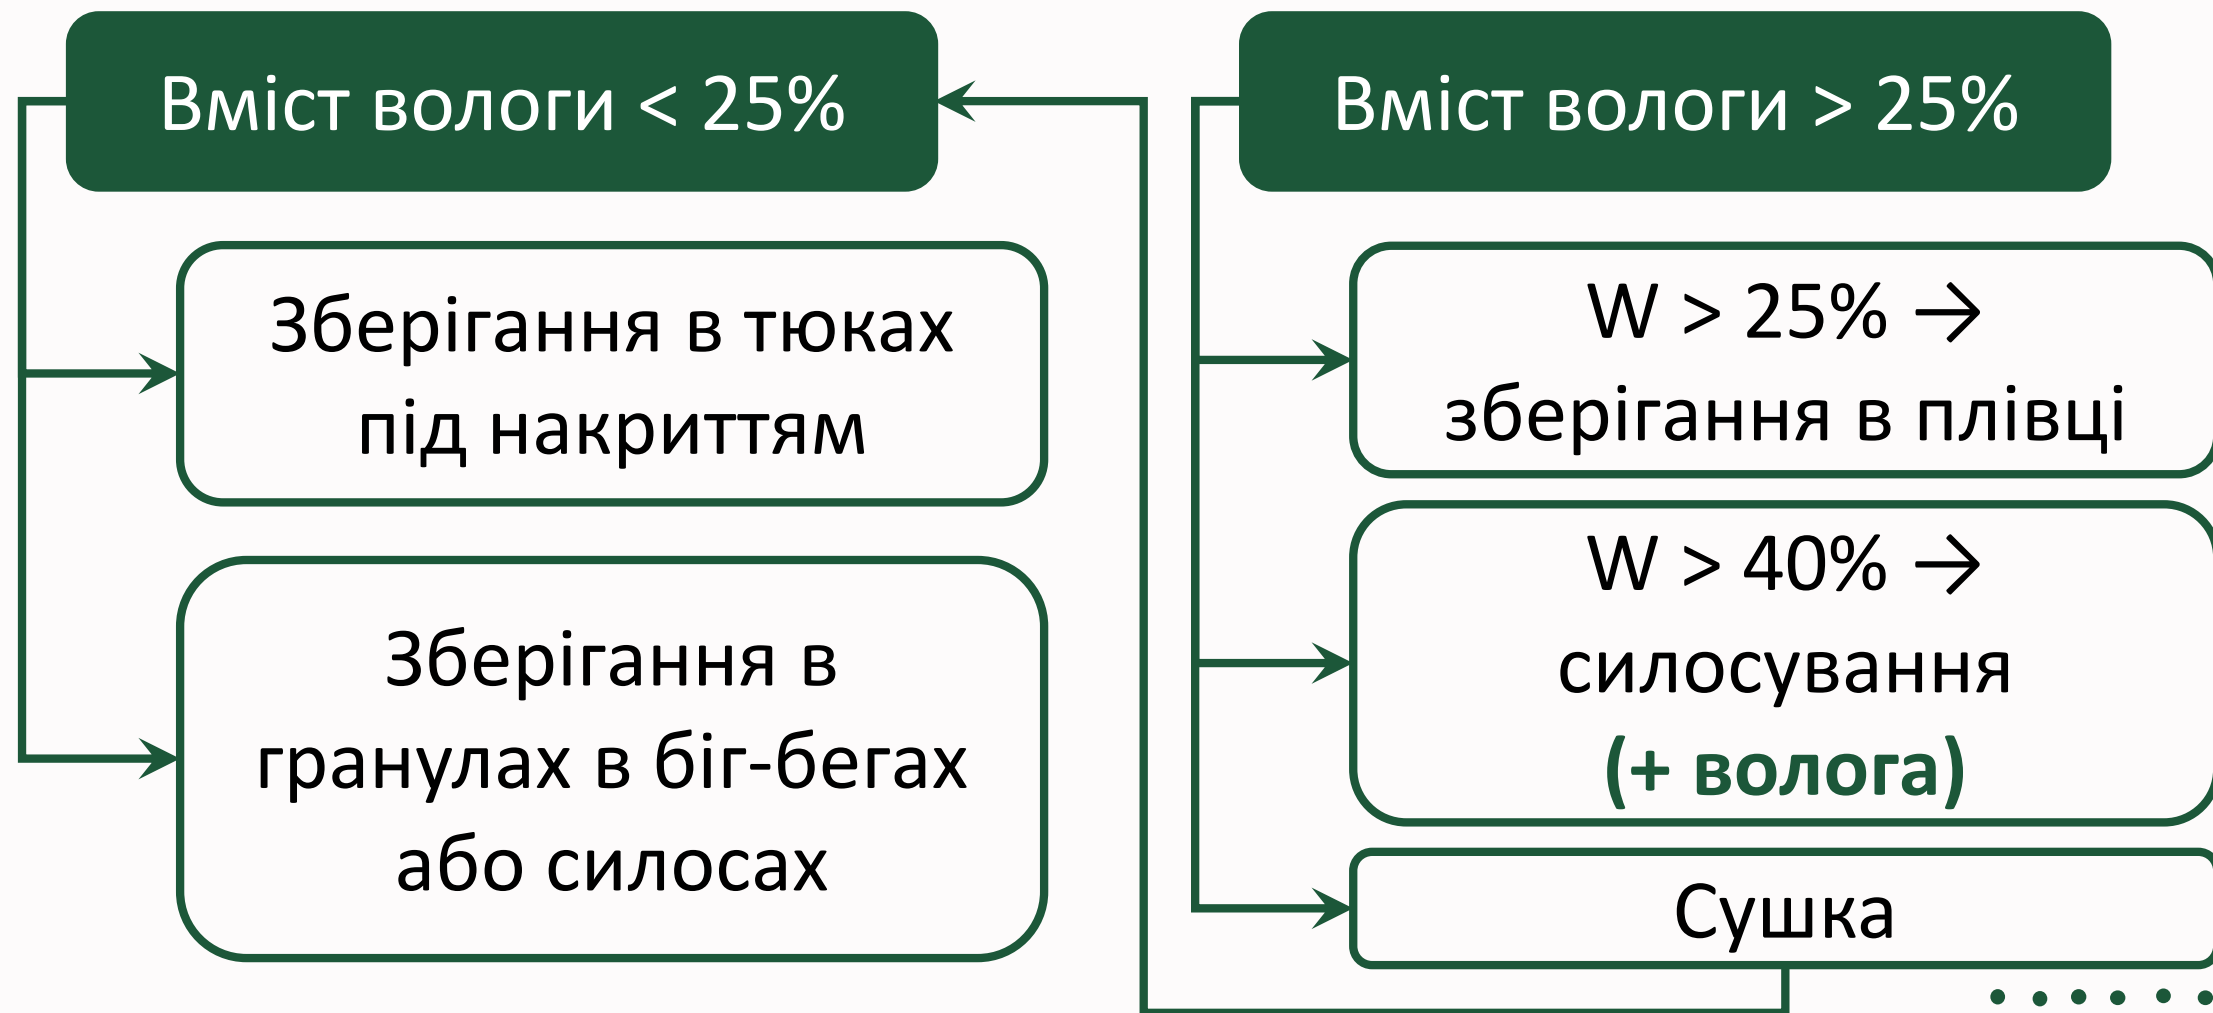 Вміст вологи < 25%
Зберігання в тюках
під накриттям
Зберігання в
гранулах в біг-бегах
або силосах
Вміст вологи > 25%
W > 25% →
зберігання в плівці
W > 40% →
силосування
(+ волога)
Сушка